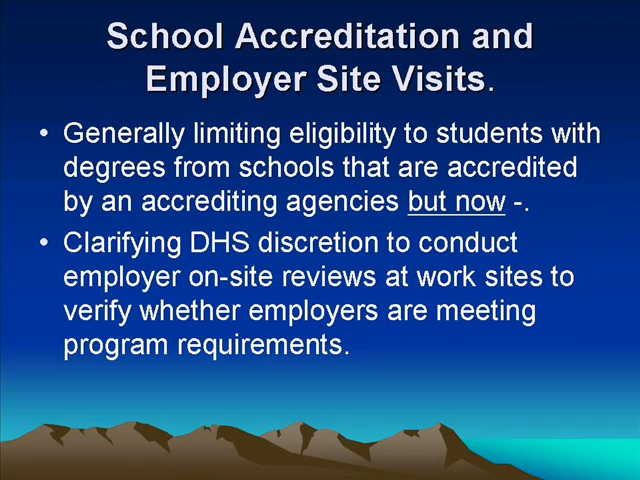 School Accreditation and
Employer Site Visits.
• Generally limiting eligibility to students with
degrees from schools that are accredited
by an accrediting agencies but now -.
• Clarifying DHS discretion to conduct
employer on-site reviews at work sites to
verify whether employers are meeting
program requirements.